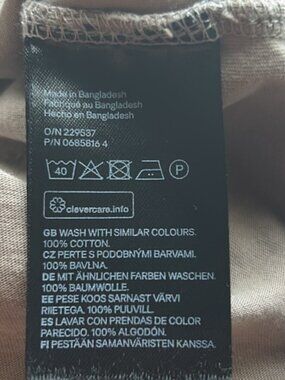 Made in Bangladesh
Fabriqué au Bangladesh
Hecho en Bangladesh
O/N 229537
P/N 0685816 4
40 P
clevercare.info
GB WASH WITH SIMILAR COLOURS.
100% COTTON.
CZ PERTE S PODOBNÝMI BARVAMI.
100% BAVLNA.
DE MIT ÄHNLICHEN FARBEN WASCHEN.
100% BAUMWOLLE.
EE PESE KOOS SARNAST VÄRVI
RIIETEGA. 100% PUUVILL.
ES LAVAR CON PRENDAS DE COLOR
PARECIDO. 100% ALGODÓN.
FI PESTÄÄN SAMANVÄRISTEN KANSSA.